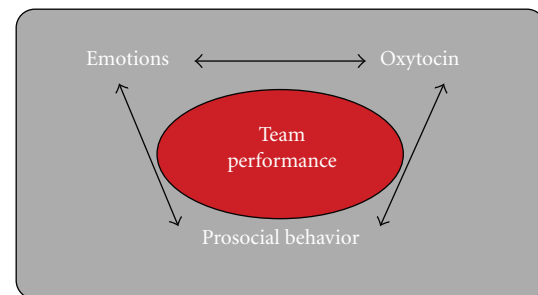 Emotions
Oxytocin
Team
performance
Prosocial behavior